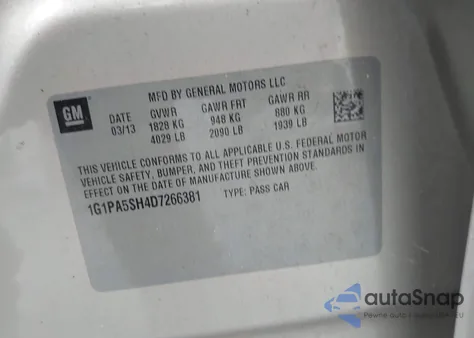 GM
MFD BY GENERAL MOTORS LLC
DATE GVWR GAWR FRT GAWR RR
03/13 1828 KG 948 KG 880 KG
4029 LB 2090 LB 1939 LB
THIS VEHICLE CONFORMS TO ALL APPLICABLE U.S. FEDERAL MOTOR
VEHICLE SAFETY, BUMPER, AND THEFT PREVENTION STANDARDS IN
EFFECT ON THE DATE OF MANUFACTURE SHOWN ABOVE.
1G1PA5SH4D7266381 TYPE: PASS CAR
autoSnap
Pewne auto